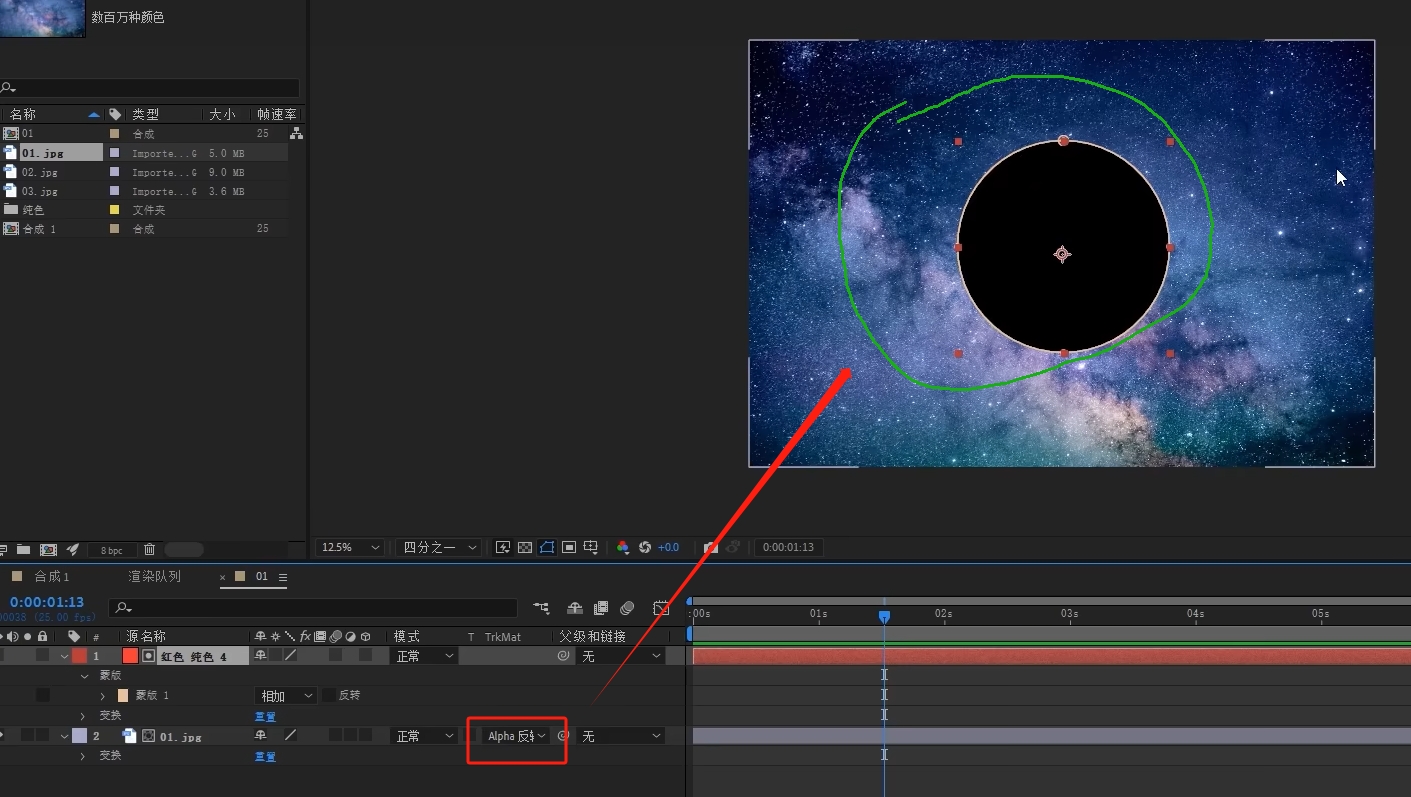 数百万种颜色
名称 类型 大小 帧速率
01 合成 25
01.jpg Importe...G 5.0 MB
02.jpg Importe...G 9.0 MB
03.jpg Importe...G 3.6 MB
纯色 文件夹
合成 1 合成 25
8 bpc
12.5% 四分之一 +0.0 0:00:01:13
合成 1 渲染队列 × 01
0:00:01:13
00038 (25.00 fps)
:00s 01s 02s 03s 04s 05s
# 源名称 fx 模式 T TrkMat 父级和链接
1 红色 纯色 4 正常 无
蒙版
蒙版 1 相加 反转
变换 重置
2 01.jpg 正常 Alpha 反转 无
变换 重置